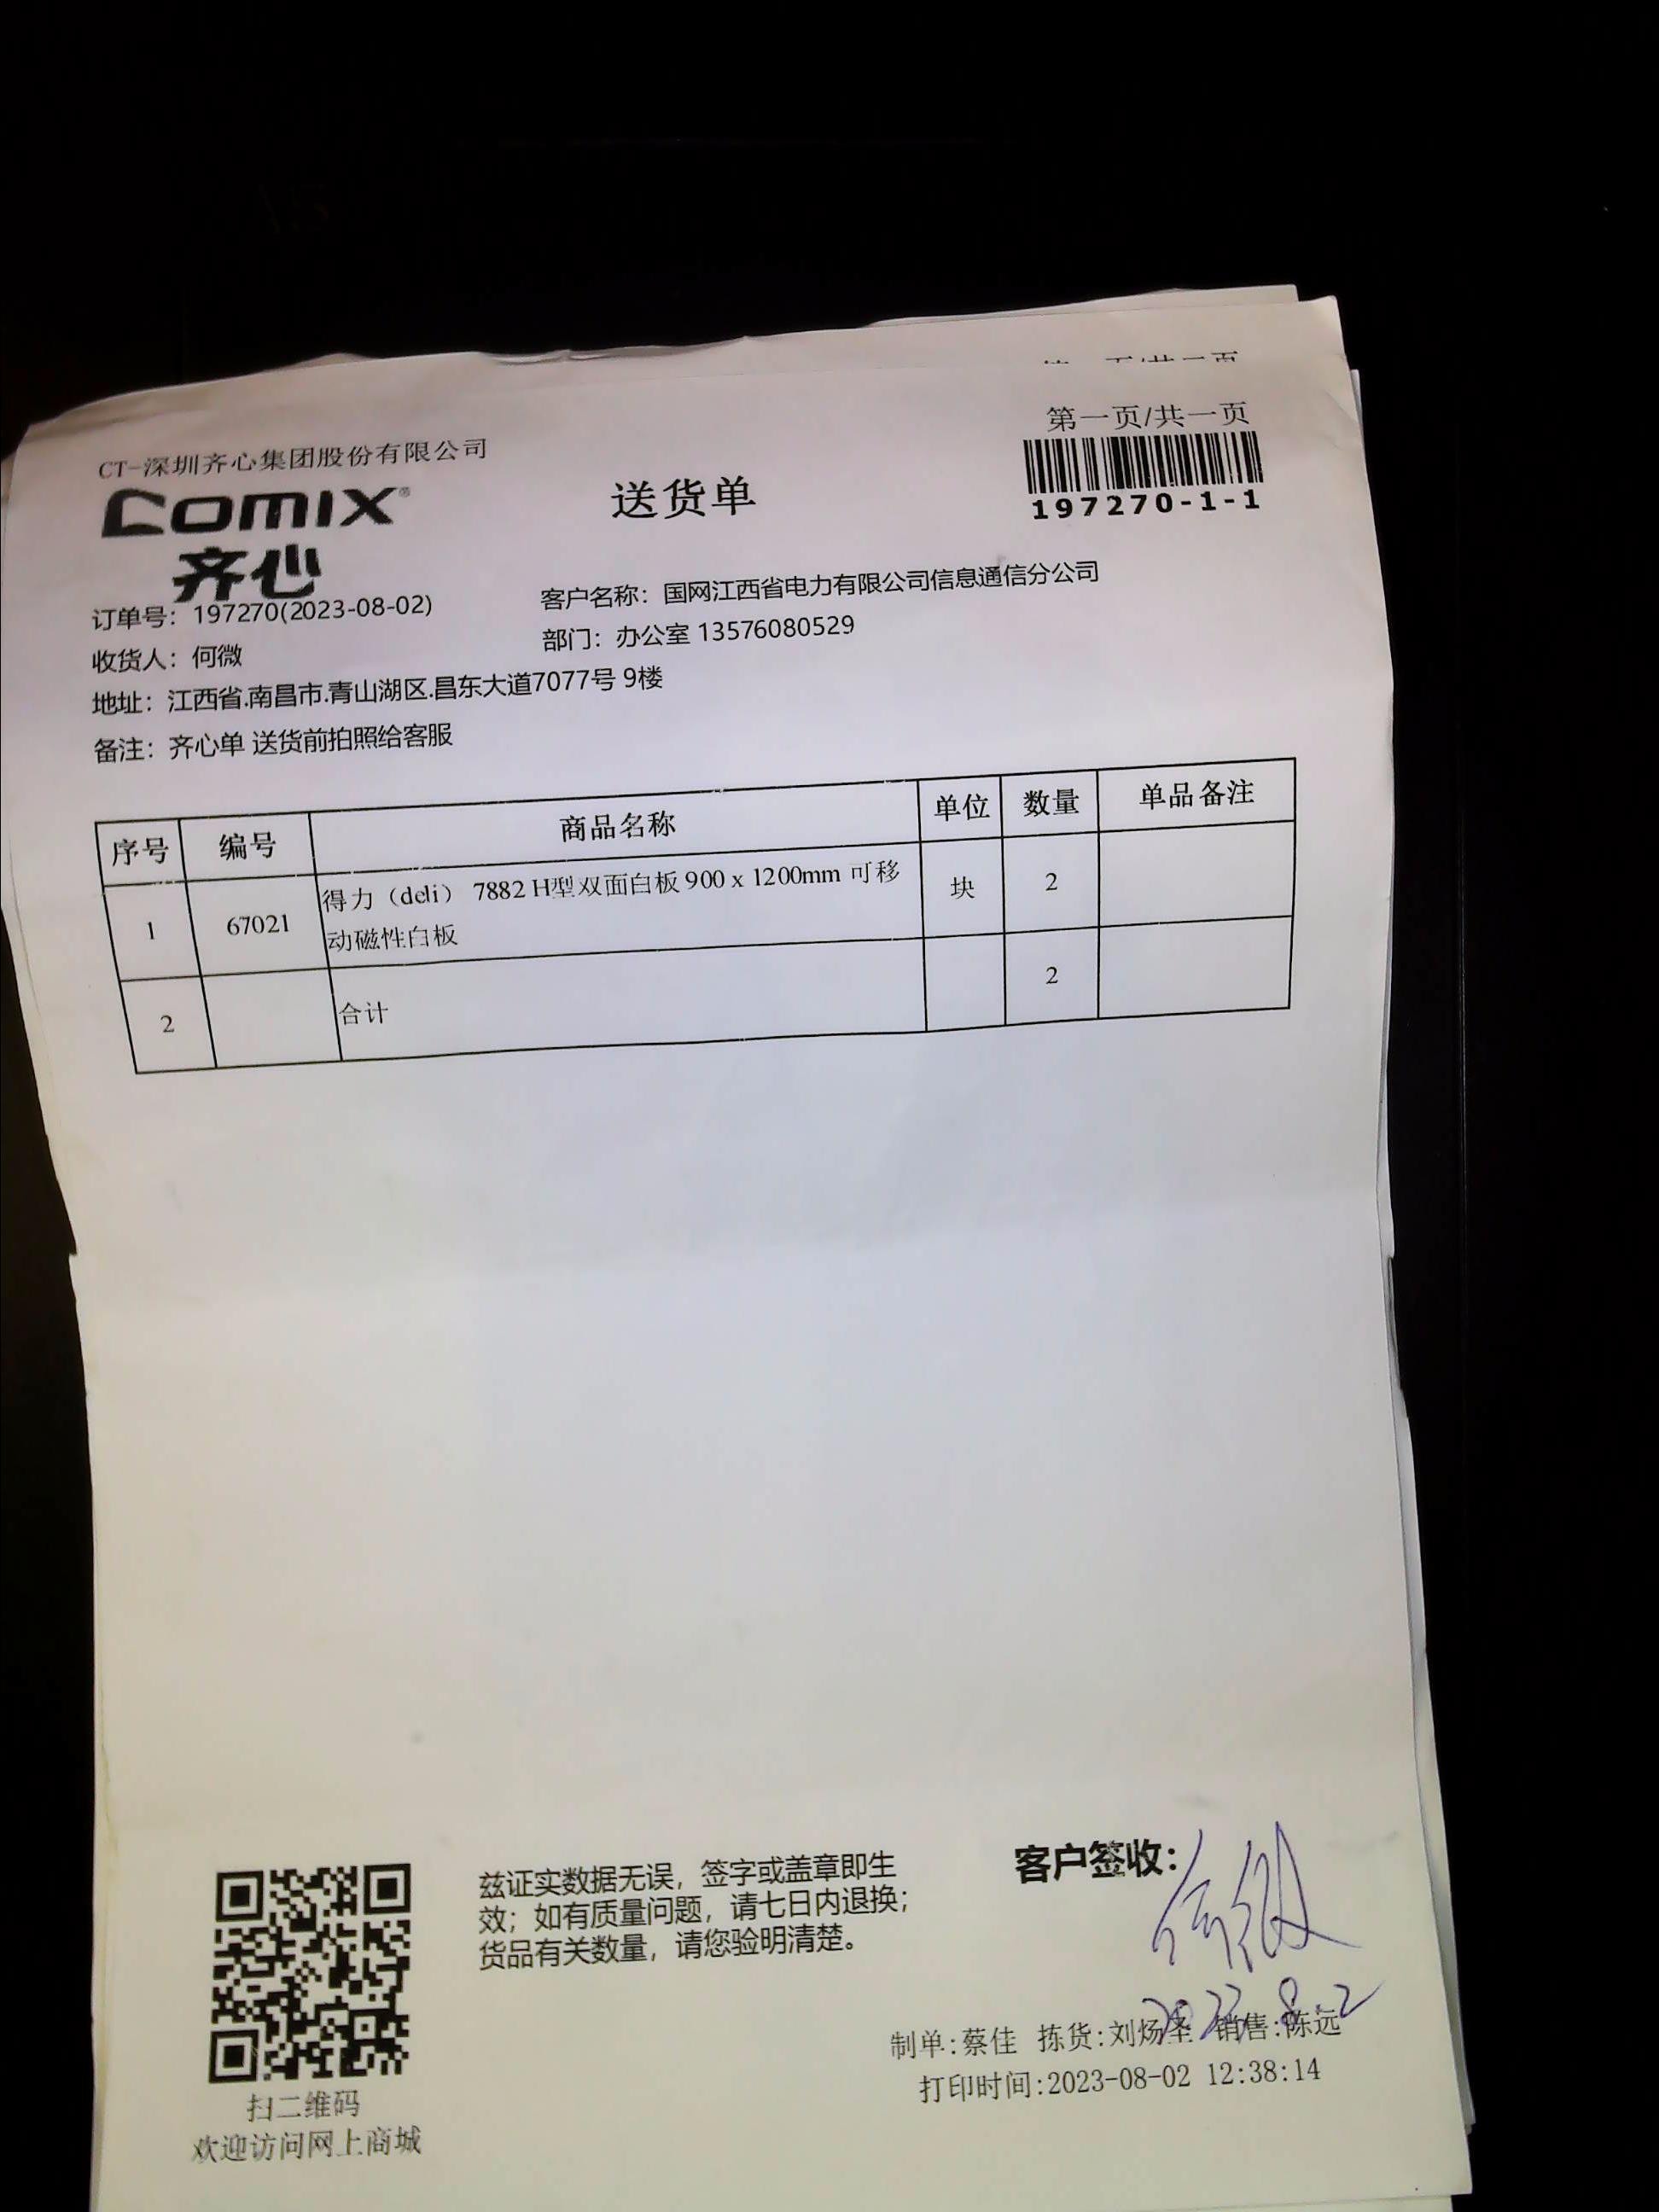 第一页/共一页
CT-深圳齐心集团股份有限公司
comix®
齐心
送货单
197270-1-1
订单号：197270(2023-08-02)
客户名称：国网江西省电力有限公司信息通信分公司
收货人：何微
部门：办公室 13576080529
地址：江西省.南昌市.青山湖区.昌东大道7077号 9楼
备注：齐心单 送货前拍照给客服
序号 编号 商品名称 单位 数量 单品备注
1 67021 得力（deli） 7882 H型双面白板 900 x 1200mm 可移 块 2
动磁性白板
2 合计 2
兹证实数据无误，签字或盖章即生
效；如有质量问题，请七日内退换；
货品有关数量，请您验明清楚。
客户签收：
何微
2023.8.2
制单:蔡佳 拣货:刘炀圣 销售:陈远
打印时间:2023-08-02 12:38:14
扫二维码
欢迎访问网上商城